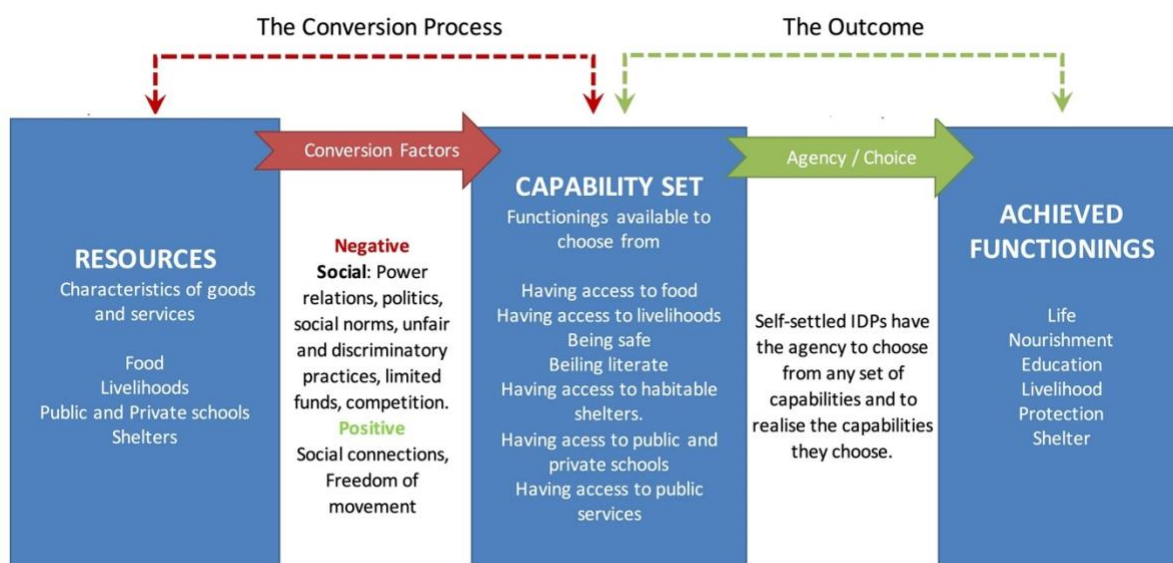 The Conversion Process
The Outcome
Conversion Factors
Agency / Choice
RESOURCES
Characteristics of goods
and services
Food
Livelihoods
Public and Private schools
Shelters
Negative
Social: Power
relations, politics,
social norms, unfair
and discriminatory
practices, limited
funds, competition.
Positive
Social connections,
Freedom of
movement
CAPABILITY SET
Functionings available to
choose from
Having access to food
Having access to livelihoods
Being safe
Beiling literate
Having access to habitable
shelters.
Having acess to public and
private schools
Having access to public
services
Self-settled IDPs have
the agency to choose
from any set of
capabilities and to
realise the capabilities
they choose.
ACHIEVED
FUNCTIONINGS
Life
Nourishment
Education
Livelihood
Protection
Shelter